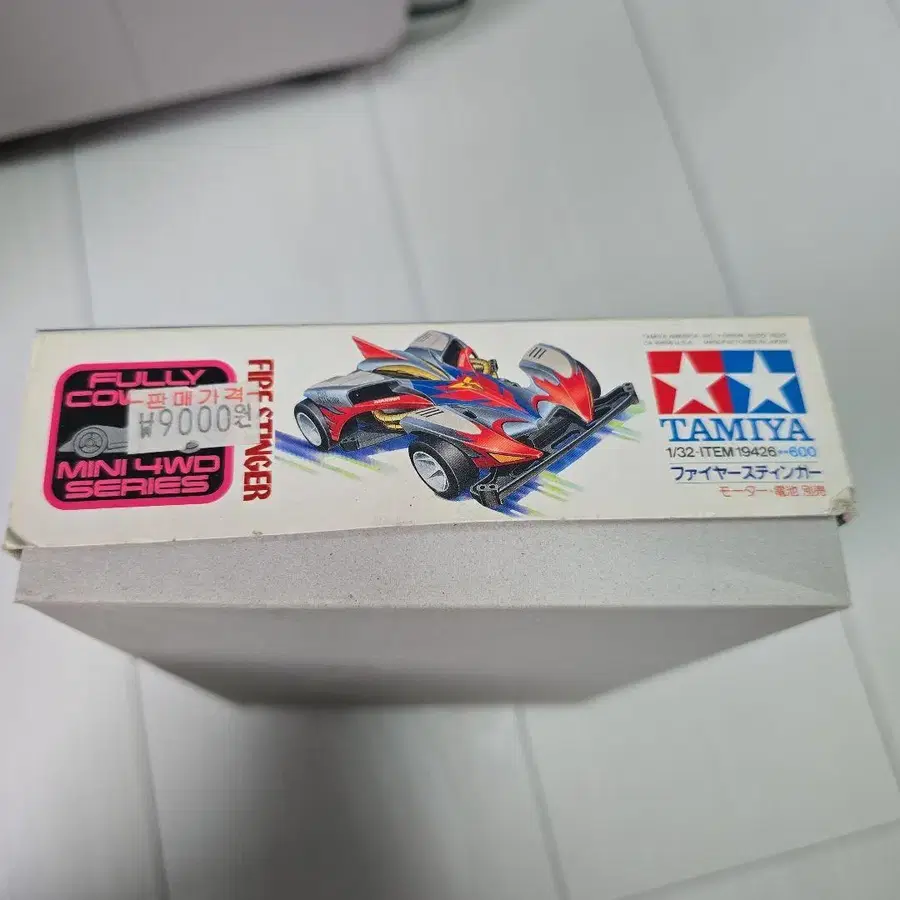 FULLY
COW
판매가격
₩9000원
MINI 4WD
SERIES
FIRE STINGER
TAMIYA
1/32・ITEM 19426 600
ファイヤースティンガー
モーター・電池 別売